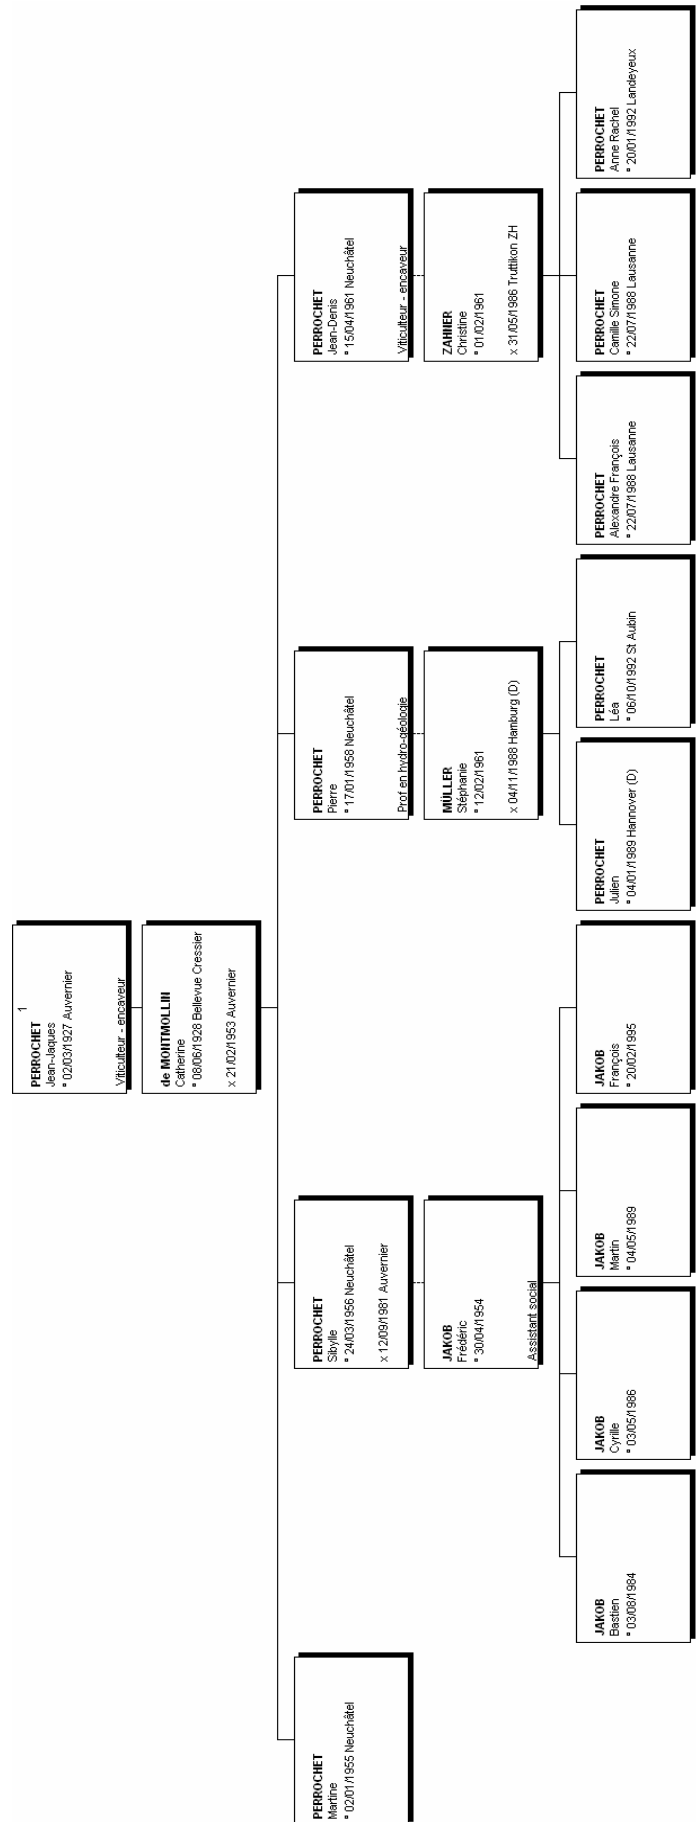 1
PERROCHET
Jean-Jaques
° 02/03/1927 Auvernier
Viticulteur - encaveur
de MONTMOLLIN
Catherine
° 08/06/1928 Bellevue Cressier
x 21/02/1953 Auvernier
PERROCHET
Martine
° 02/01/1955 Neuchâtel
PERROCHET
Sibylle
° 24/03/1956 Neuchâtel
x 12/09/1981 Auvernier
JAKOB
Frédéric
° 30/04/1954
Assistant social
PERROCHET
Pierre
° 17/01/1958 Neuchâtel
Prof en hydro-géologie
MÜLLER
Stéphanie
° 12/02/1961
x 04/11/1988 Hamburg (D)
PERROCHET
Jean-Denis
° 15/04/1961 Neuchâtel
Viticulteur - encaveur
ZAHNER
Christine
° 01/02/1961
x 31/05/1986 Truttikon ZH
JAKOB
Bastien
° 03/08/1984
JAKOB
Cyrille
° 03/05/1986
JAKOB
Martin
° 04/05/1989
JAKOB
François
° 20/02/1995
PERROCHET
Julien
° 04/01/1989 Hannover (D)
PERROCHET
Léa
° 06/10/1992 St Aubin
PERROCHET
Alexandre François
° 22/07/1988 Lausanne
PERROCHET
Camille Simone
° 22/07/1988 Lausanne
PERROCHET
Anne Rachel
° 20/01/1992 Landeyeux